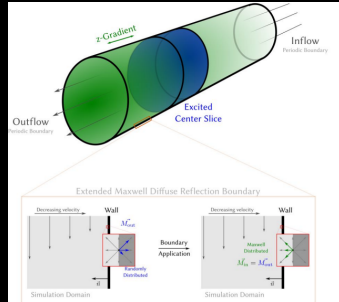 z-Gradient
Inflow
Periodic Boundary
Excited
Center Slice
Outflow
Periodic Boundary
Extended Maxwell Diffuse Reflection Boundary
Decreasing velocity
Wall
Randomly
Distributed
Simulation Domain
Boundary
Application
Decreasing velocity
Wall
Maxwell
Distributed
Simulation Domain